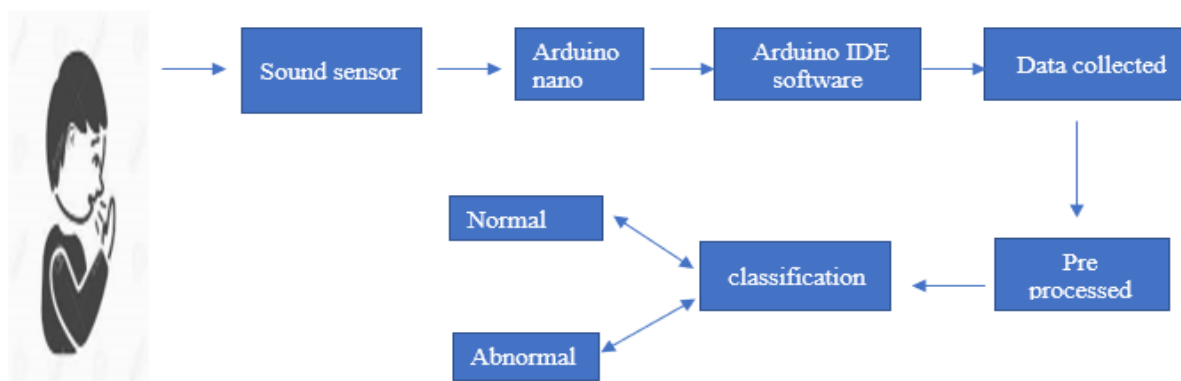 Sound sensor
Arduino
nano
Arduino IDE
software
Data collected
Normal
classification
Pre
processed
Abnormal